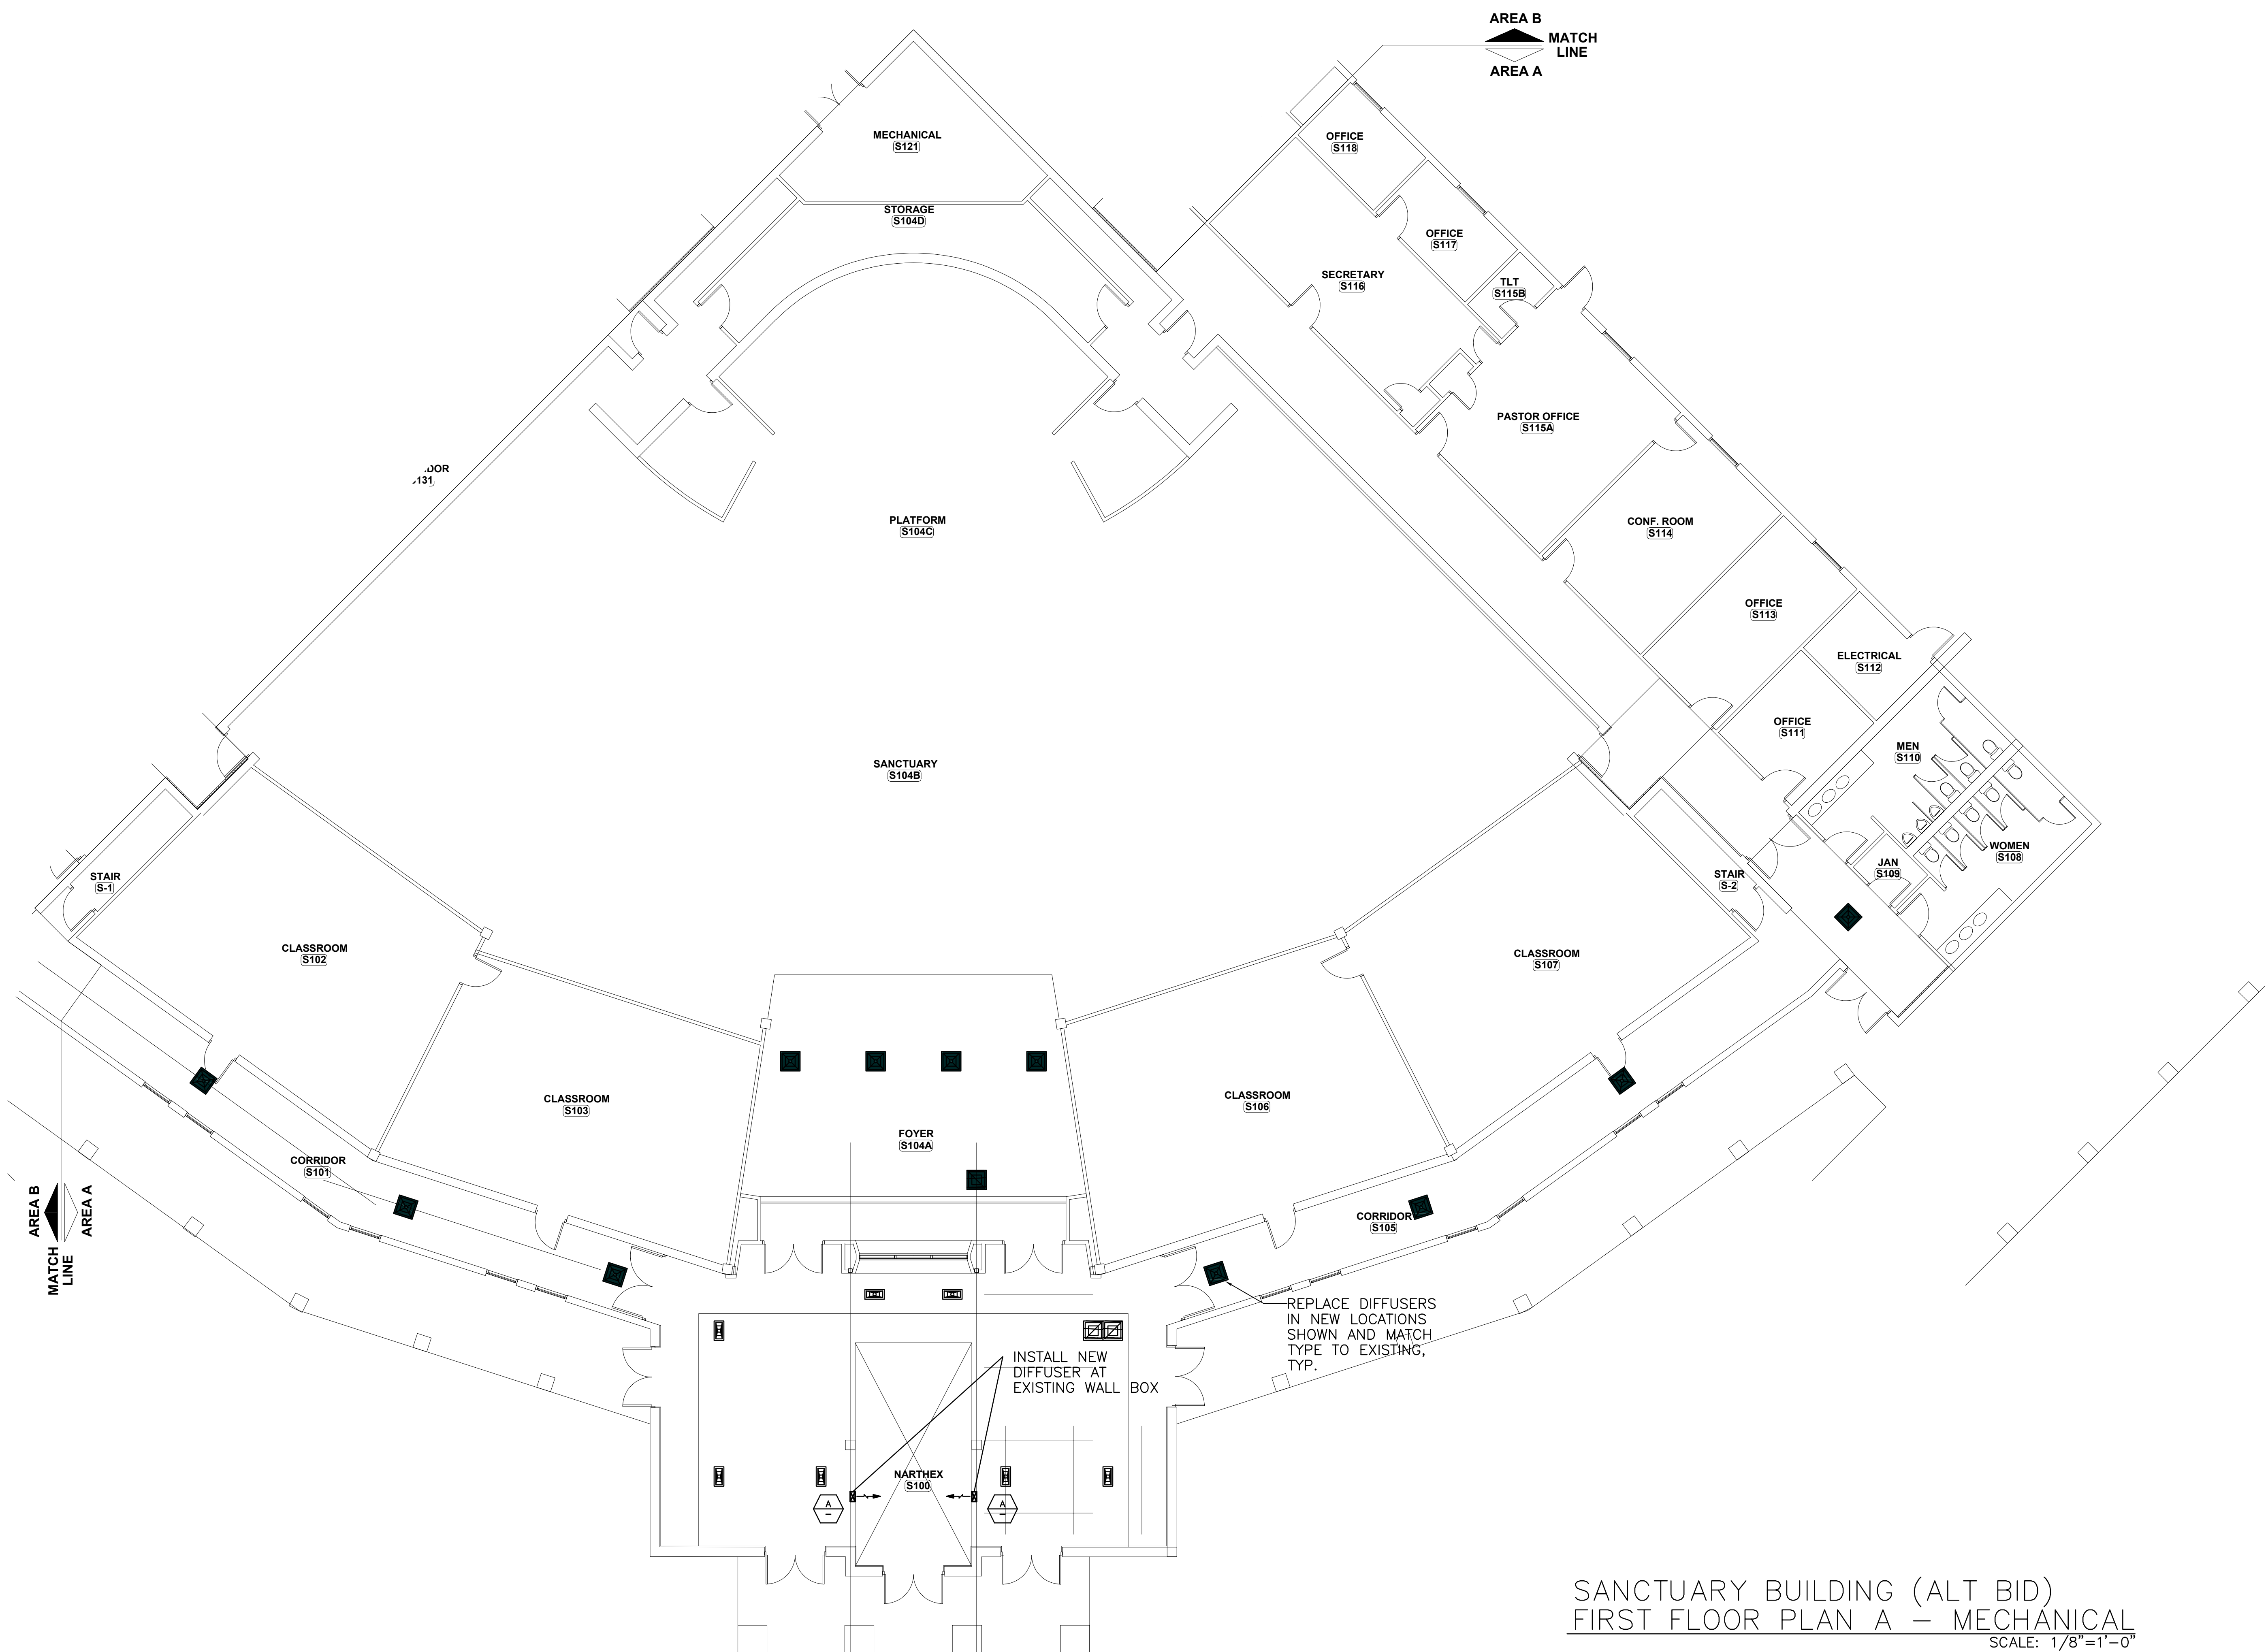 AREA B
MATCH
LINE
AREA A
MECHANICAL
S121
STORAGE
S104D
OFFICE
S118
OFFICE
S117
SECRETARY
S116
TLT
S115B
PASTOR OFFICE
S115A
DOR
131
PLATFORM
S104C
CONF. ROOM
S114
OFFICE
S113
ELECTRICAL
S112
OFFICE
S111
MEN
S110
SANCTUARY
S104B
WOMEN
S108
JAN
S109
STAIR
S-1
STAIR
S-2
CLASSROOM
S102
CLASSROOM
S107
CLASSROOM
S103
CLASSROOM
S106
FOYER
S104A
CORRIDOR
S101
CORRIDOR
S105
AREA B
AREA A
MATCH
LINE
REPLACE DIFFUSERS
IN NEW LOCATIONS
SHOWN AND MATCH
TYPE TO EXISTING,
TYP.
INSTALL NEW
DIFFUSER AT
EXISTING WALL BOX
NARTHEX
S100
A
–
A
–
SANCTUARY BUILDING (ALT BID)
FIRST FLOOR PLAN A – MECHANICAL
SCALE: 1/8"=1'–0"